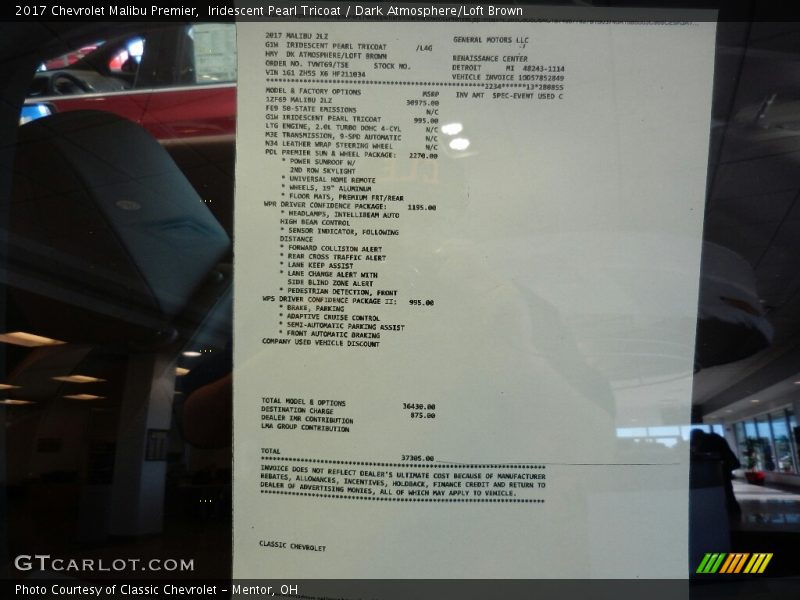 2017 Chevrolet Malibu Premier,  Iridescent Pearl Tricoat / Dark Atmosphere/Loft Brown
2017 MALIBU 2LZ
G1W IRIDESCENT PEARL TRICOAT /L4G
HMY DK ATMOSPHERE/LOFT BROWN
ORDER NO. TVWT69/TSE STOCK NO.
VIN 1G1 ZH5S X6 HF211034
GENERAL MOTORS LLC
RENAISSANCE CENTER
DETROIT MI 48243-1114
VEHICLE INVOICE 1OD57852849
MODEL & FACTORY OPTIONS MSRP INV AMT SPEC-EVENT USED C
1ZF69 MALIBU 2LZ 30975.00
FE9 50-STATE EMISSIONS N/C
G1W IRIDESCENT PEARL TRICOAT 995.00
LTG ENGINE, 2.0L TURBO DOHC 4-CYL N/C
M3E TRANSMISSION, 9-SPD AUTOMATIC N/C
N34 LEATHER WRAP STEERING WHEEL N/C
PDL PREMIER SUN & WHEEL PACKAGE: 2270.00
* POWER SUNROOF W/
2ND ROW SKYLIGHT
* UNIVERSAL HOME REMOTE
* WHEELS, 19" ALUMINUM
* FLOOR MATS, PREMIUM FRT/REAR
WPR DRIVER CONFIDENCE PACKAGE: 1195.00
* HEADLAMPS, INTELLIBEAM AUTO
HIGH BEAM CONTROL
* SENSOR INDICATOR, FOLLOWING
DISTANCE
* FORWARD COLLISION ALERT
* REAR CROSS TRAFFIC ALERT
* LANE KEEP ASSIST
* LANE CHANGE ALERT WITH
SIDE BLIND ZONE ALERT
* PEDESTRIAN DETECTION, FRONT
WPS DRIVER CONFIDENCE PACKAGE II: 995.00
* BRAKE, PARKING
* ADAPTIVE CRUISE CONTROL
* SEMI-AUTOMATIC PARKING ASSIST
* FRONT AUTOMATIC BRAKING
COMPANY USED VEHICLE DISCOUNT
TOTAL MODEL & OPTIONS 36430.00
DESTINATION CHARGE 875.00
DEALER IMR CONTRIBUTION
LMA GROUP CONTRIBUTION
TOTAL 37305.00
INVOICE DOES NOT REFLECT DEALER'S ULTIMATE COST BECAUSE OF MANUFACTURER
REBATES, ALLOWANCES, INCENTIVES, HOLDBACK, FINANCE CREDIT AND RETURN TO
DEALER OF ADVERTISING MONIES, ALL OF WHICH MAY APPLY TO VEHICLE.
CLASSIC CHEVROLET
GTCARLOT.COM
Photo Courtesy of Classic Chevrolet - Mentor, OH